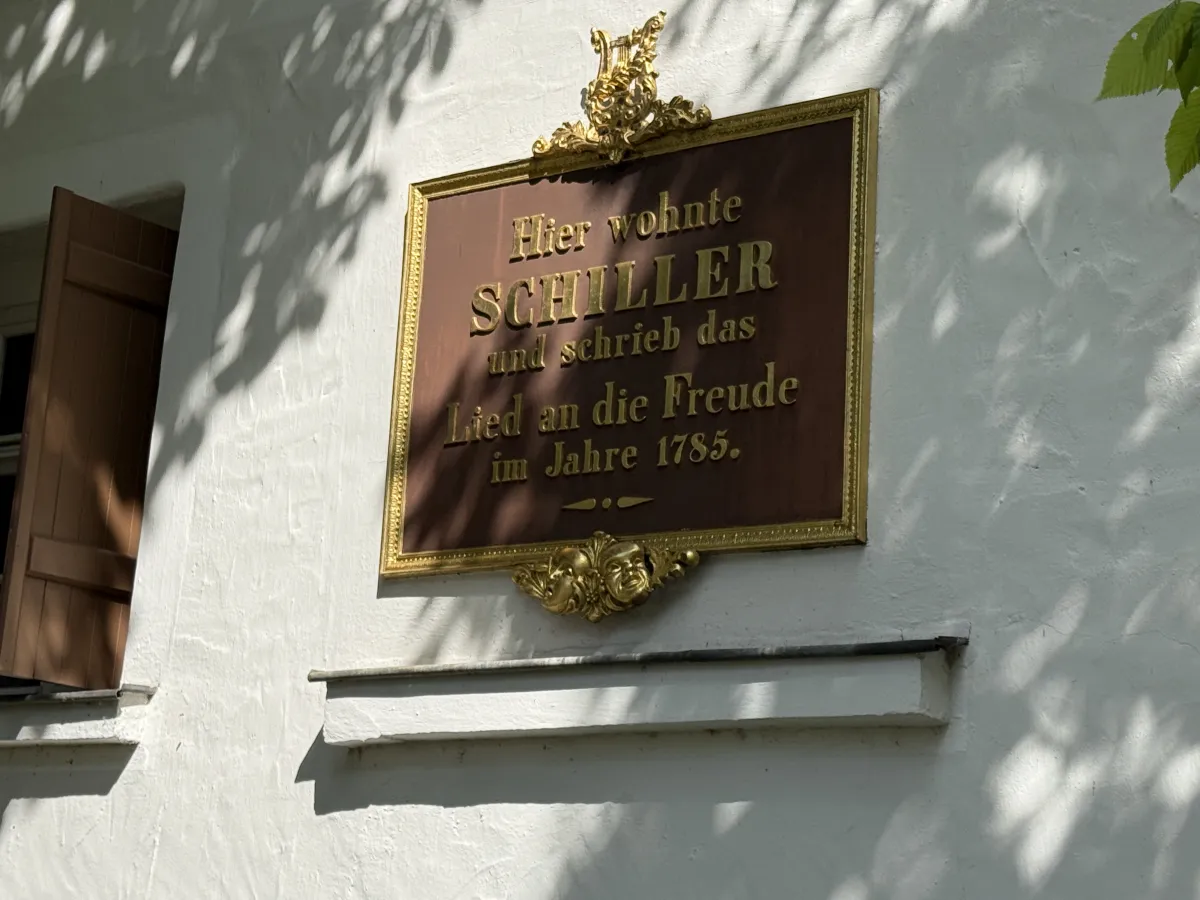 Hier wohnte
SCHILLER
und schrieb das
Lied an die Freude
im Jahre 1785.